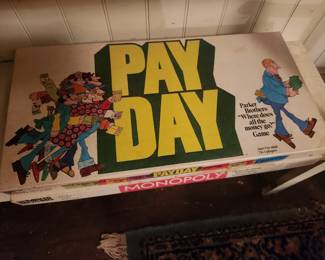 PAY
DAY
Parker
Brothers
"Where does
all the
money go?"
Game
PAYDAY
MONOPOLY